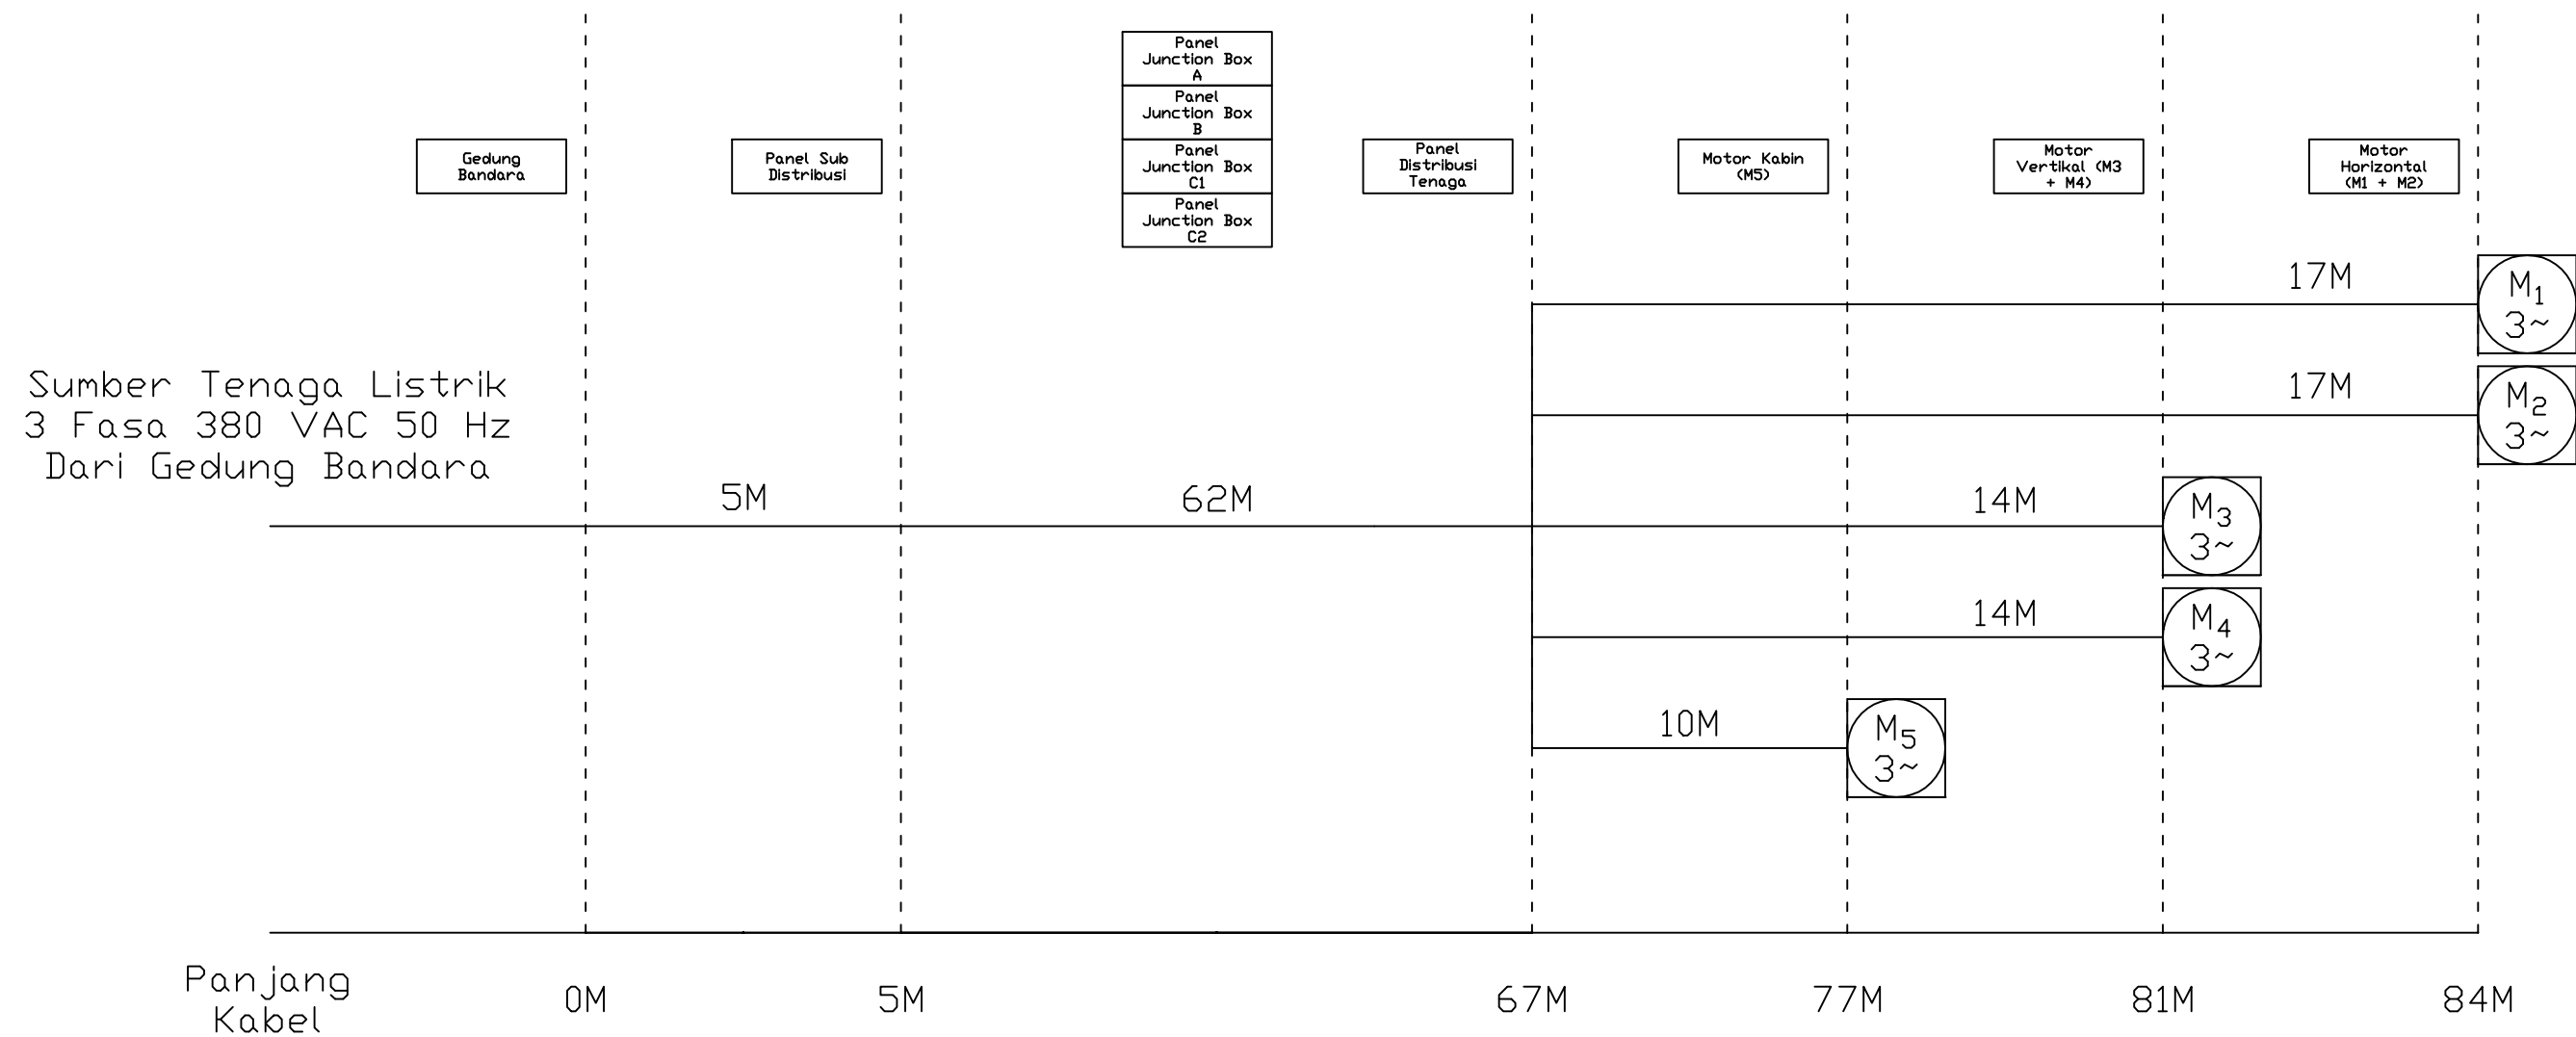 Panel
Junction Box
A
Panel
Junction Box
B
Panel
Junction Box
C1
Panel
Junction Box
C2
Gedung
Bandara
Panel Sub
Distribusi
Panel
Distribusi
Tenaga
Motor Kabin
(M5)
Motor
Vertikal (M3
+ M4)
Motor
Horizontal
(M1 + M2)
17M
M1
3~
17M
M2
3~
Sumber Tenaga Listrik
3 Fasa 380 VAC 50 Hz
Dari Gedung Bandara
5M
62M
14M
M3
3~
14M
M4
3~
10M
M5
3~
Panjang
Kabel
0M
5M
67M
77M
81M
84M